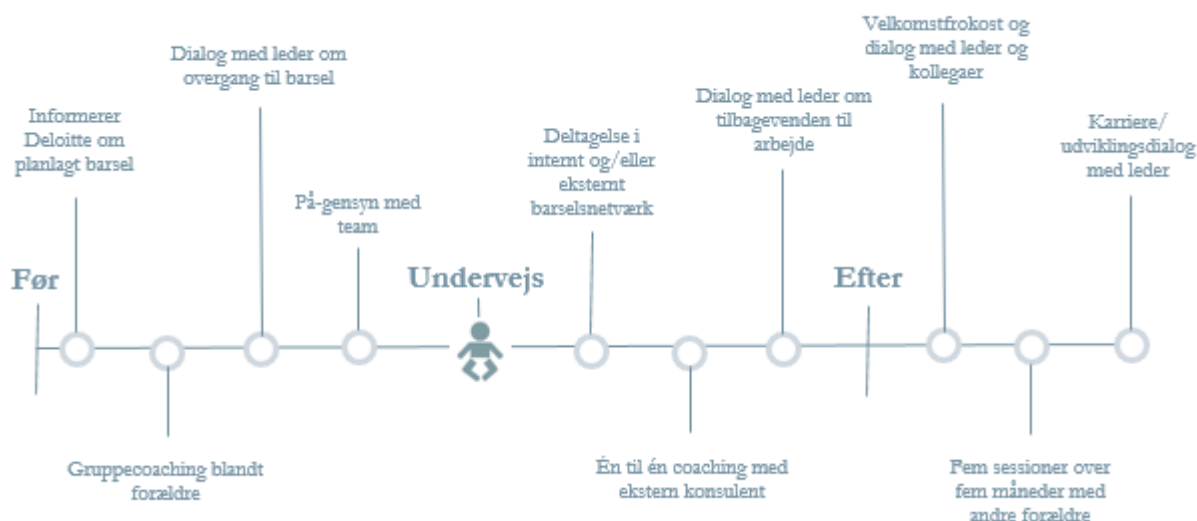 Før
Informerer
Deloitte om
planlagt barsel
Gruppecoaching blandt
forældre
Dialog med leder om
overgang til barsel
På-gensyn med
team
Undervejs
Deltagelse i
internt og/eller
eksternt
barselsnetværk
Én til én coaching med
ekstern konsulent
Dialog med leder om
tilbagevenden til
arbejde
Efter
Velkomstfrokost og
dialog med leder og
kollegaer
Fem sessioner over
fem måneder med
andre forældre
Karriere/
udviklingsdialog
med leder